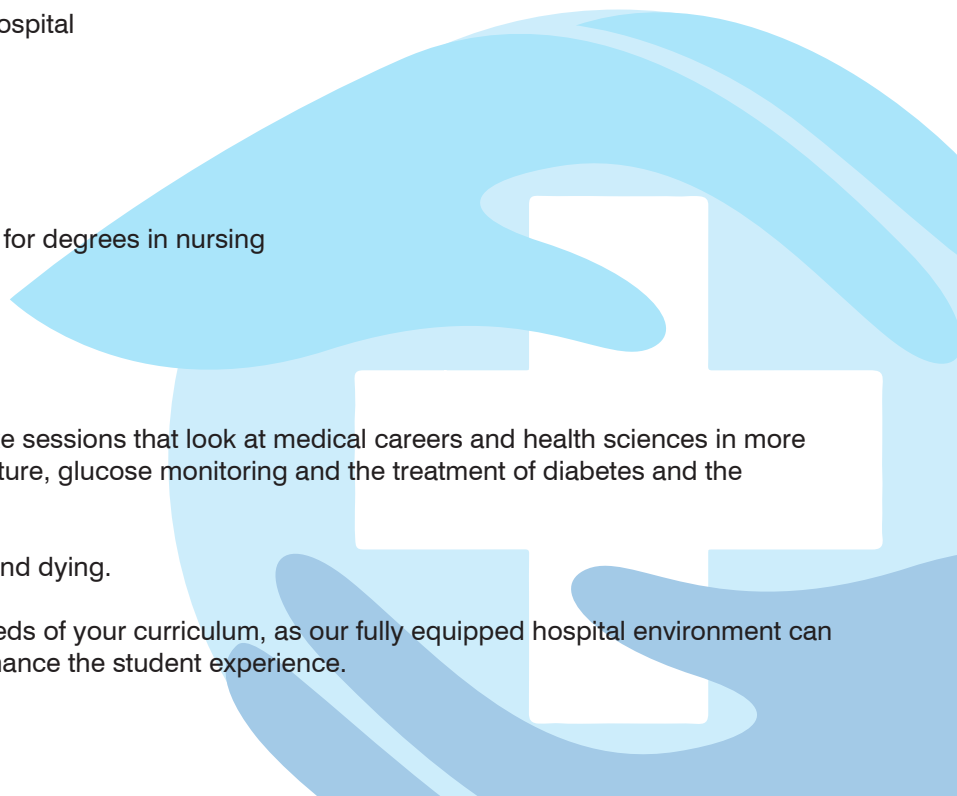 ospital
for degrees in nursing
e sessions that look at medical careers and health sciences in more
ture, glucose monitoring and the treatment of diabetes and the
nd dying.
eds of your curriculum, as our fully equipped hospital environment can
hance the student experience.